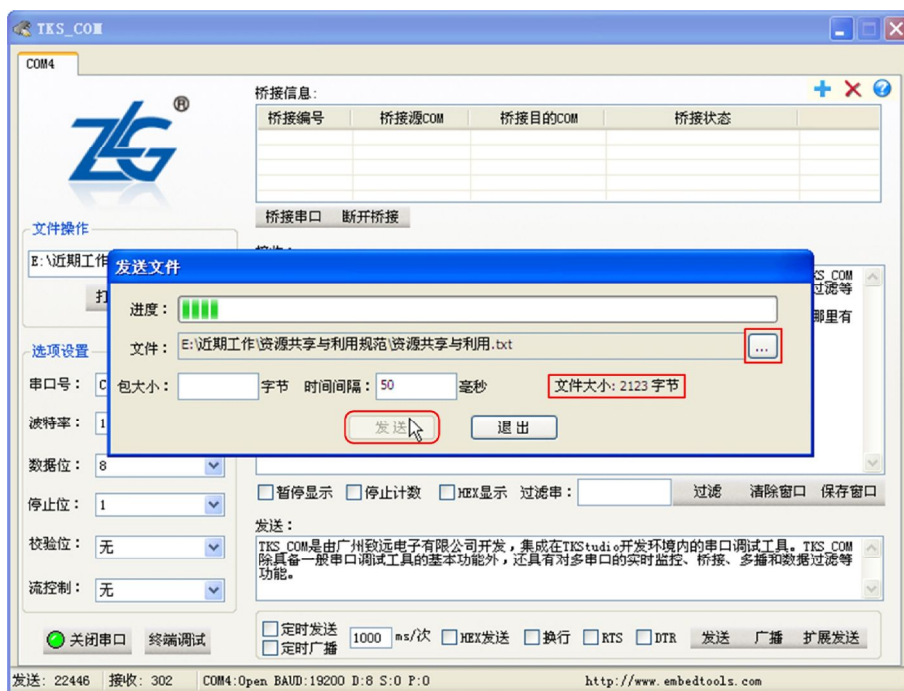 TKS_COM
COM4
ZLG®
桥接信息:
桥接编号 桥接源COM 桥接目的COM 桥接状态
桥接串口 断开桥接
文件操作
E:\近期工作
发送文件
进度：
文件： E:\近期工作\资源共享与利用规范\资源共享与利用.txt ...
包大小： 字节 时间间隔： 50 毫秒 文件大小: 2123 字节
发送 退出
KS_COM
过滤等
那里有
选项设置
串口号：
波特率： 1
数据位： 8
停止位： 1
校验位： 无
流控制： 无
暂停显示 停止计数 HEX显示 过滤串： 过滤 清除窗口 保存窗口
发送：
TKS_COM是由广州致远电子有限公司开发，集成在TKStudio开发环境内的串口调试工具。TKS_COM
除具备一般串口调试工具的基本功能外，还具有对多串口的实时监控、桥接、多播和数据过滤等
功能。
关闭串口 终端调试
定时发送
定时广播
1000 ms/次 HEX发送 换行 RTS DTR 发送 广播 扩展发送
发送: 22446 接收: 302 COM4:Open BAUD:19200 D:8 S:0 P:0 http://www.embedtools.com